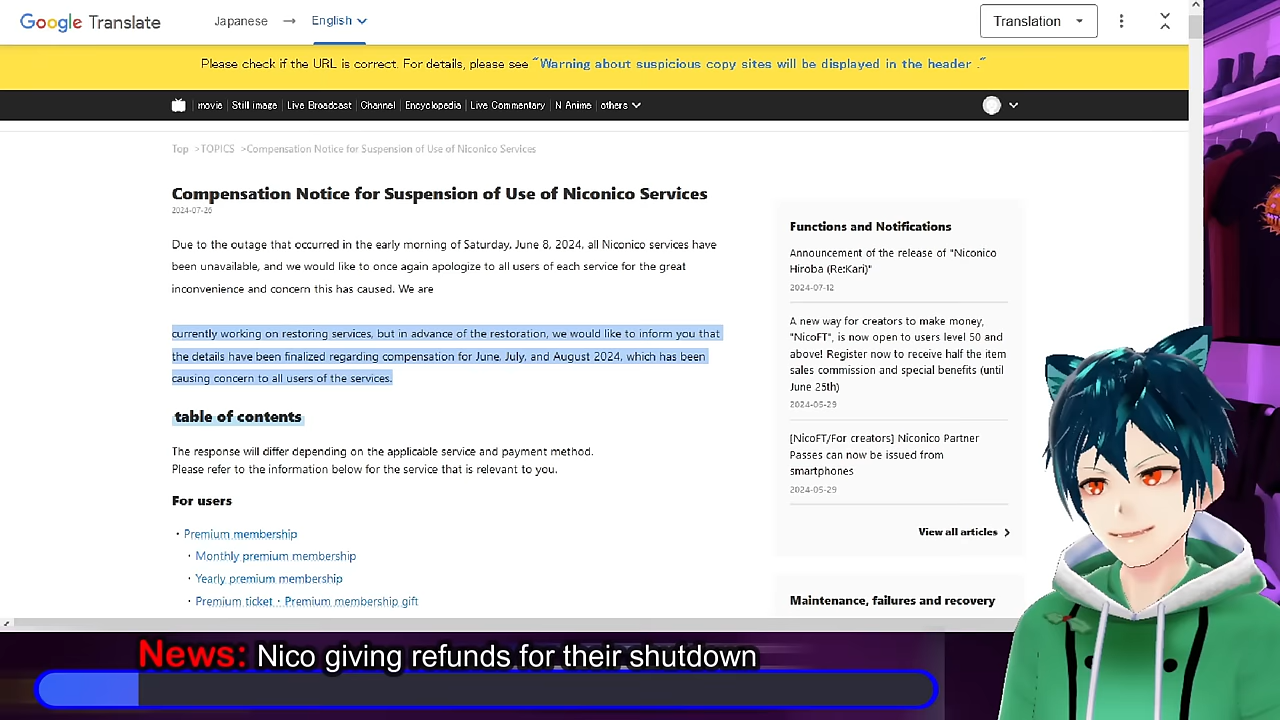 Google Translate
Japanese → English
Translation
Please check if the URL is correct. For details, please see "Warning about suspicious copy sites will be displayed in the header ."
movie | Still image | Live Broadcast | Channel | Encyclopedia | Live Commentary | N Anime | others
Top >TOPICS >Compensation Notice for Suspension of Use of Niconico Services
Compensation Notice for Suspension of Use of Niconico Services
2024-07-26
Due to the outage that occurred in the early morning of Saturday, June 8, 2024, all Niconico services have
been unavailable, and we would like to once again apologize to all users of each service for the great
inconvenience and concern this has caused. We are
currently working on restoring services, but in advance of the restoration, we would like to inform you that
the details have been finalized regarding compensation for June, July, and August 2024, which has been
causing concern to all users of the services.
table of contents
The response will differ depending on the applicable service and payment method.
Please refer to the information below for the service that is relevant to you.
For users
・Premium membership
・Monthly premium membership
・Yearly premium membership
・Premium ticket・Premium membership gift
Functions and Notifications
Announcement of the release of "Niconico
Hiroba (Re:Kari)"
2024-07-12
A new way for creators to make money,
"NicoFT", is now open to users level 50 and
above! Register now to receive half the item
sales commission and special benefits (until
June 25th)
2024-05-29
[NicoFT/For creators] Niconico Partner
Passes can now be issued from
smartphones
2024-05-29
View all articles
Maintenance, failures and recovery
News: Nico giving refunds for their shutdown